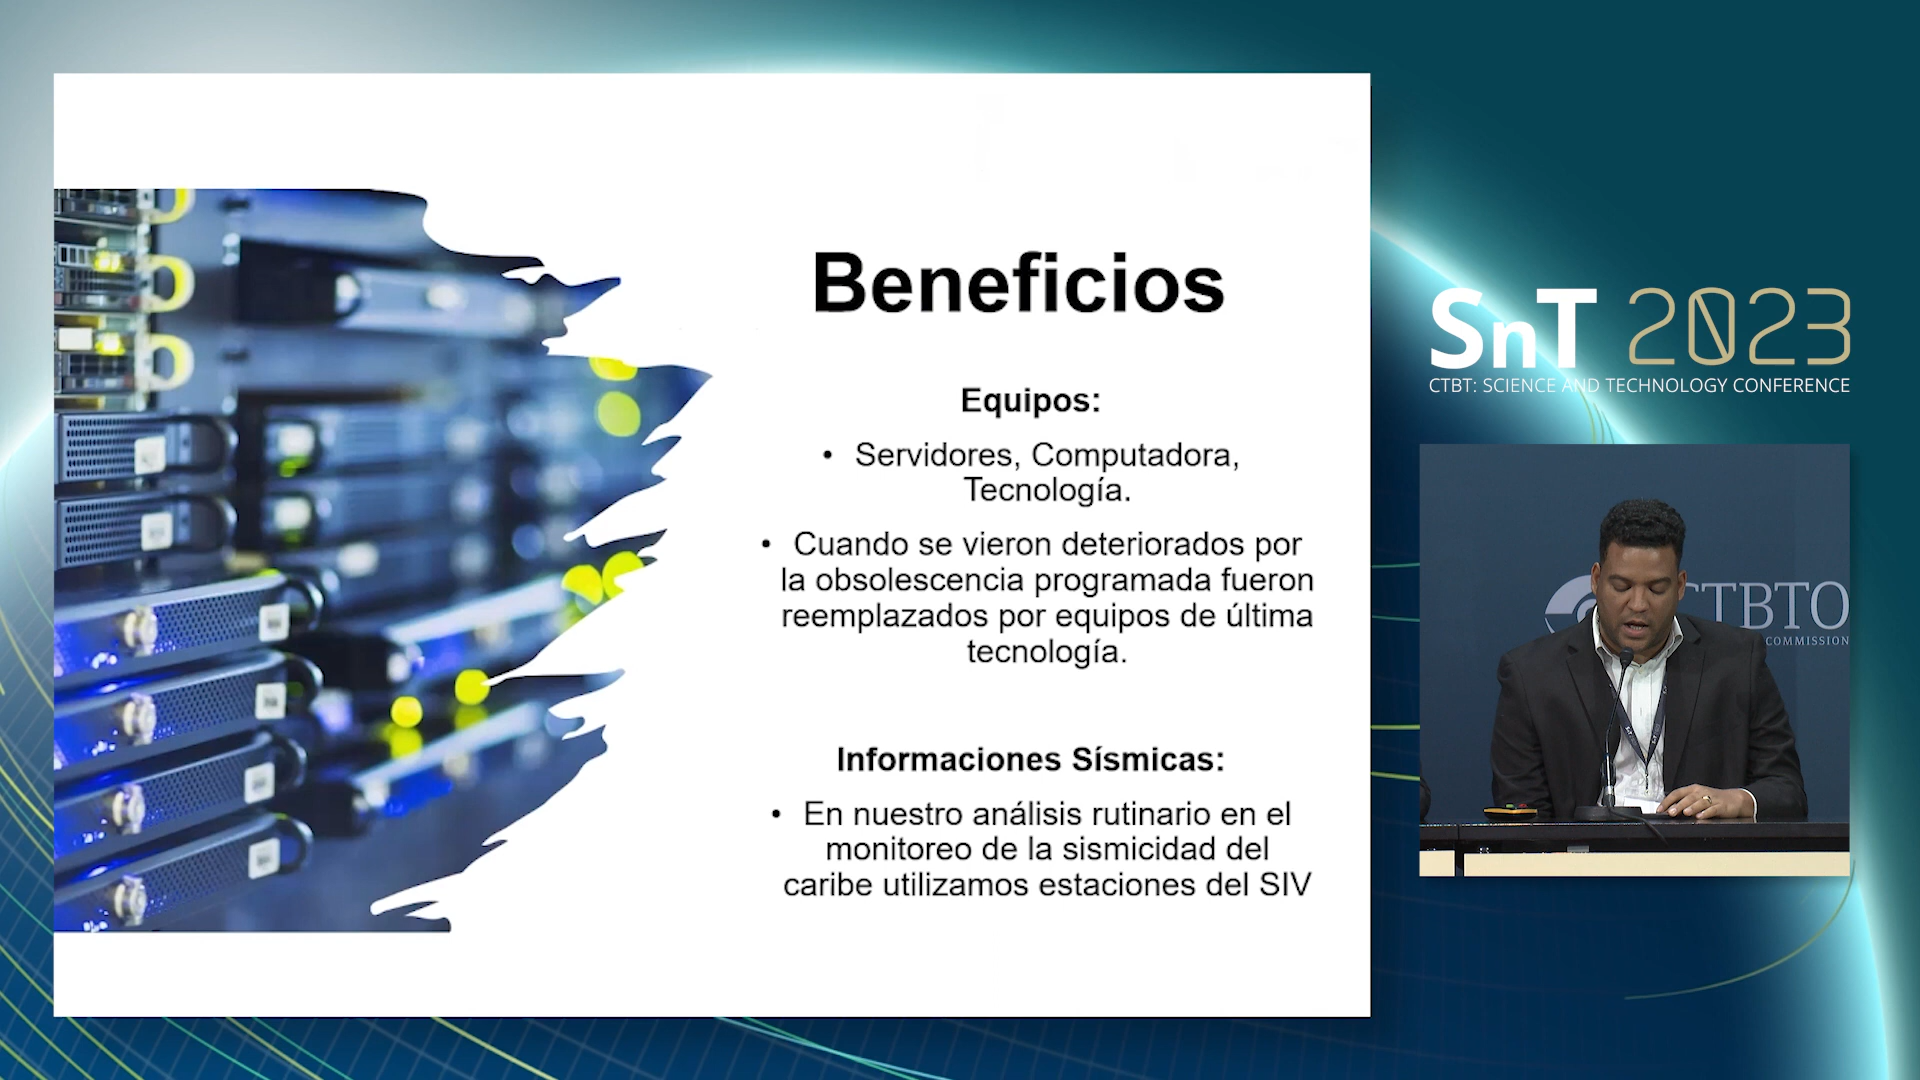 Beneficios
Equipos:
• Servidores, Computadora,
Tecnología.
• Cuando se vieron deteriorados por
la obsolescencia programada fueron
reemplazados por equipos de última
tecnología.
Informaciones Sísmicas:
• En nuestro análisis rutinario en el
monitoreo de la sismicidad del
caribe utilizamos estaciones del SIV
SnT 2023
CTBT: SCIENCE AND TECHNOLOGY CONFERENCE
CTBTO
COMMISSION